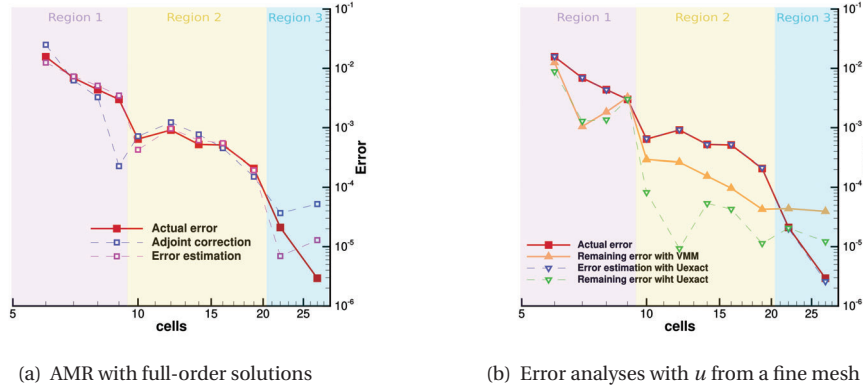 Region 1
Region 2
Region 3
10-1
10-2
10-3
10-4
10-5
10-6
Error
Actual error
Adjoint correction
Error estimation
5
10
15
20
25
cells
(a) AMR with full-order solutions
Region 1
Region 2
Region 3
10-1
10-2
10-3
10-4
10-5
10-6
Error
Actual error
Remaining error with VMM
Error estimation with Uexact
Remaining error wiht Uexact
5
10
15
20
25
cells
(b) Error analyses with u from a fine mesh